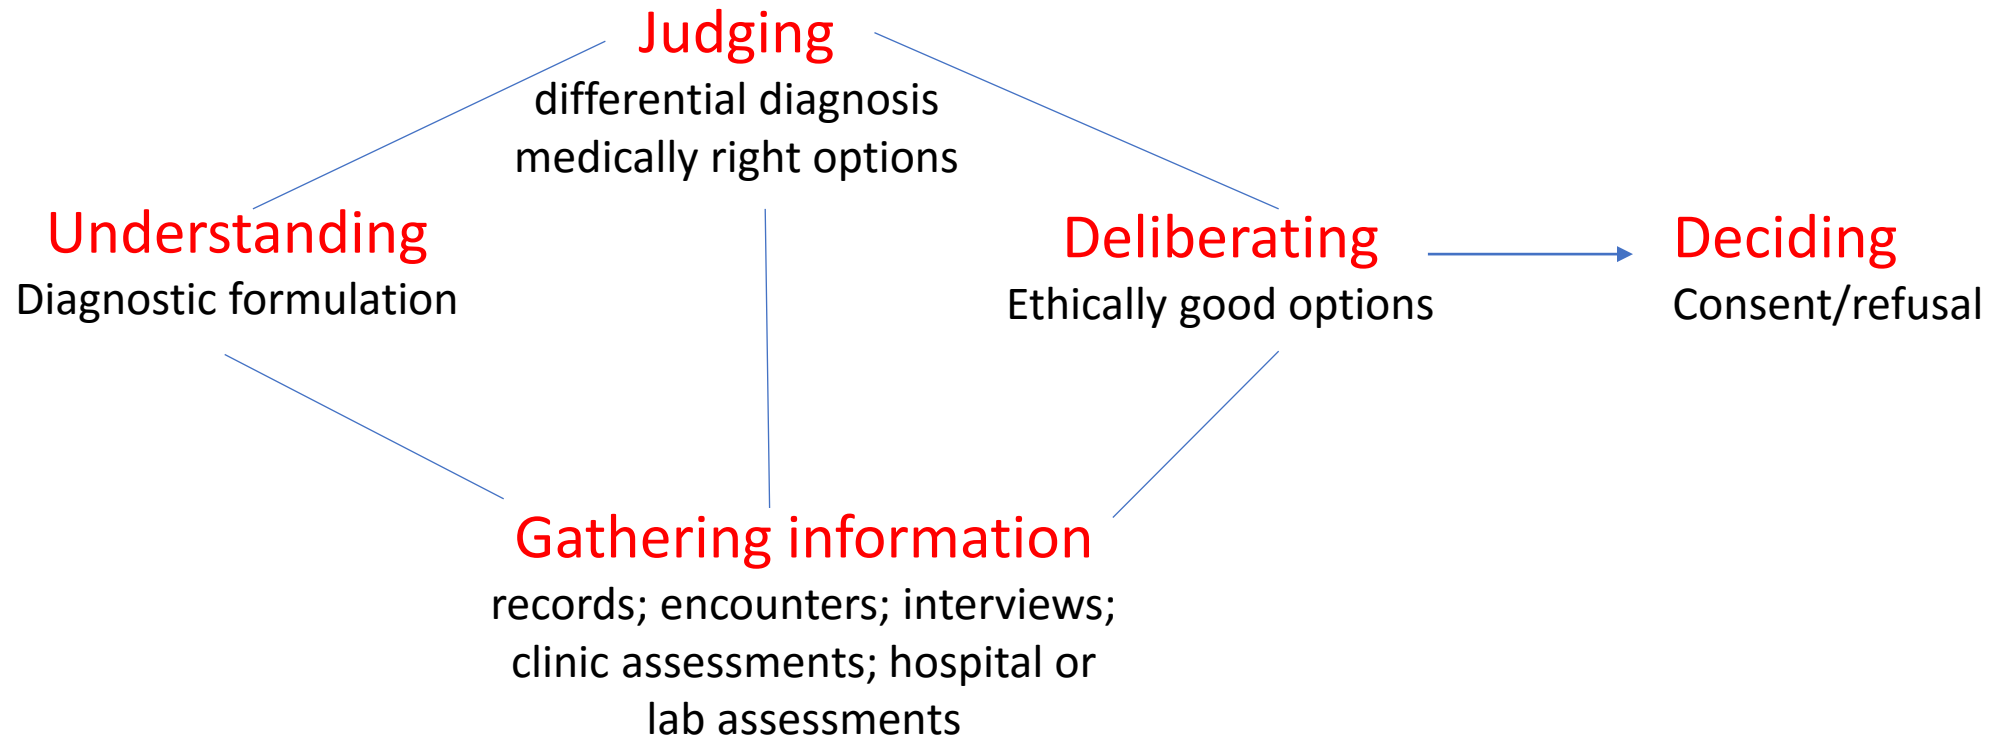 Judging
differential diagnosis
medically right options
Understanding
Diagnostic formulation
Deliberating
Ethically good options
Deciding
Consent/refusal
Gathering information
records; encounters; interviews;
clinic assessments; hospital or
lab assessments